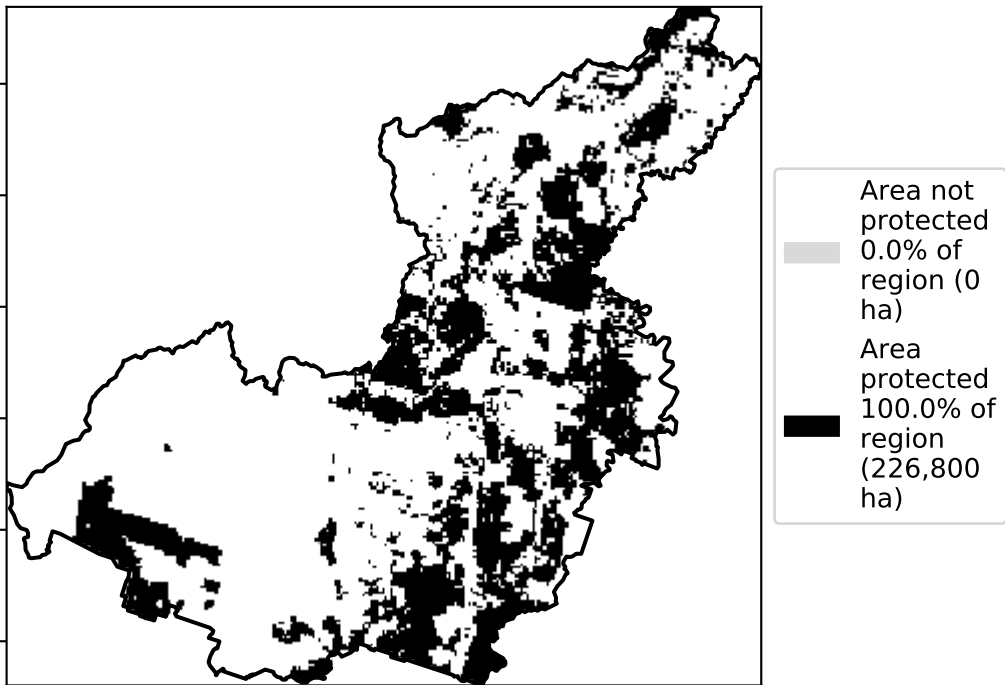 Area not
protected
0.0% of
region (0
ha)
Area
protected
100.0% of
region
(226,800
ha)